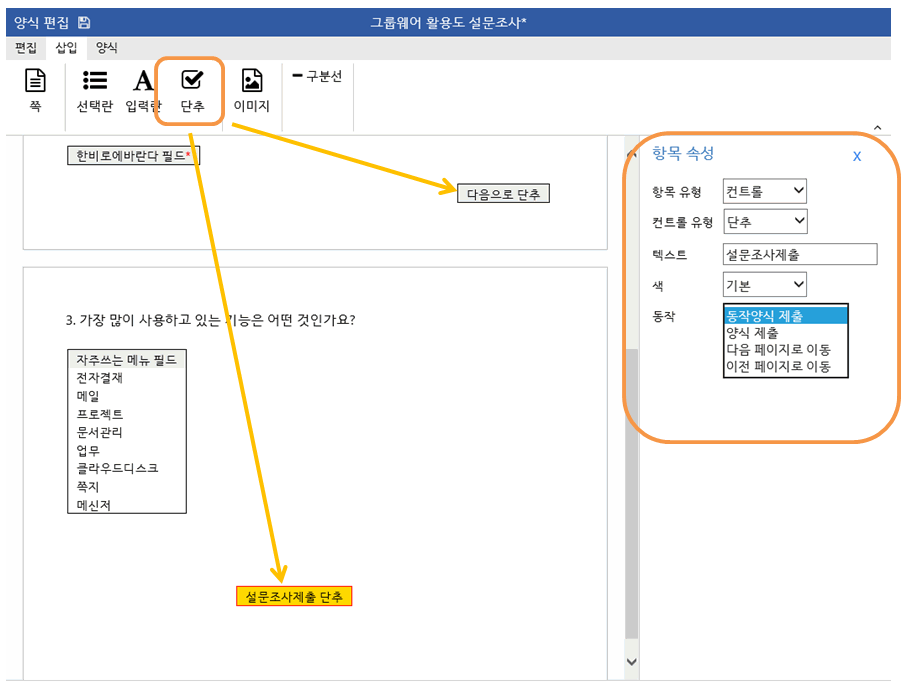 양식 편집
그룹웨어 활용도 설문조사*
편집 삽입 양식
쪽 선택란 입력란 단추 이미지
구분선
한비로에바란다 필드*
다음으로 단추
3. 가장 많이 사용하고 있는 기능은 어떤 것인가요?
자주쓰는 메뉴 필드
전자결재
메일
프로젝트
문서관리
업무
클라우드디스크
쪽지
메신저
설문조사제출 단추
항목 속성 X
항목 유형 컨트롤
컨트롤 유형 단추
텍스트 설문조사제출
색 기본
동작 동작양식 제출
양식 제출
다음 페이지로 이동
이전 페이지로 이동